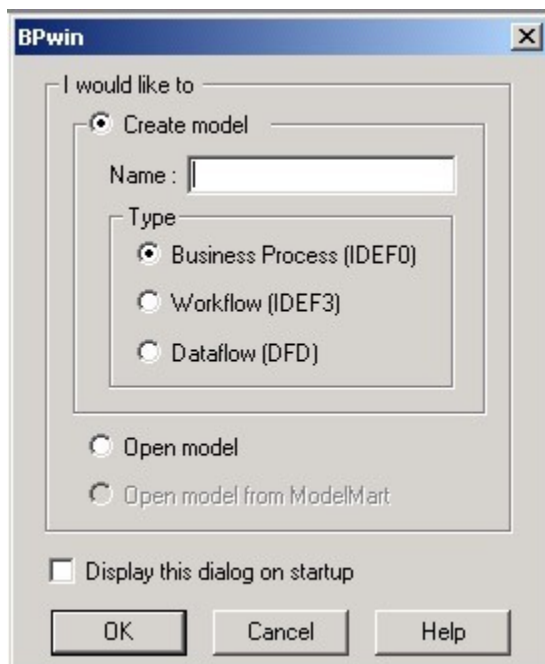 BPwin
I would like to
Create model
Name :
Type
Business Process (IDEF0)
Workflow (IDEF3)
Dataflow (DFD)
Open model
Open model from ModelMart
Display this dialog on startup
OK Cancel Help